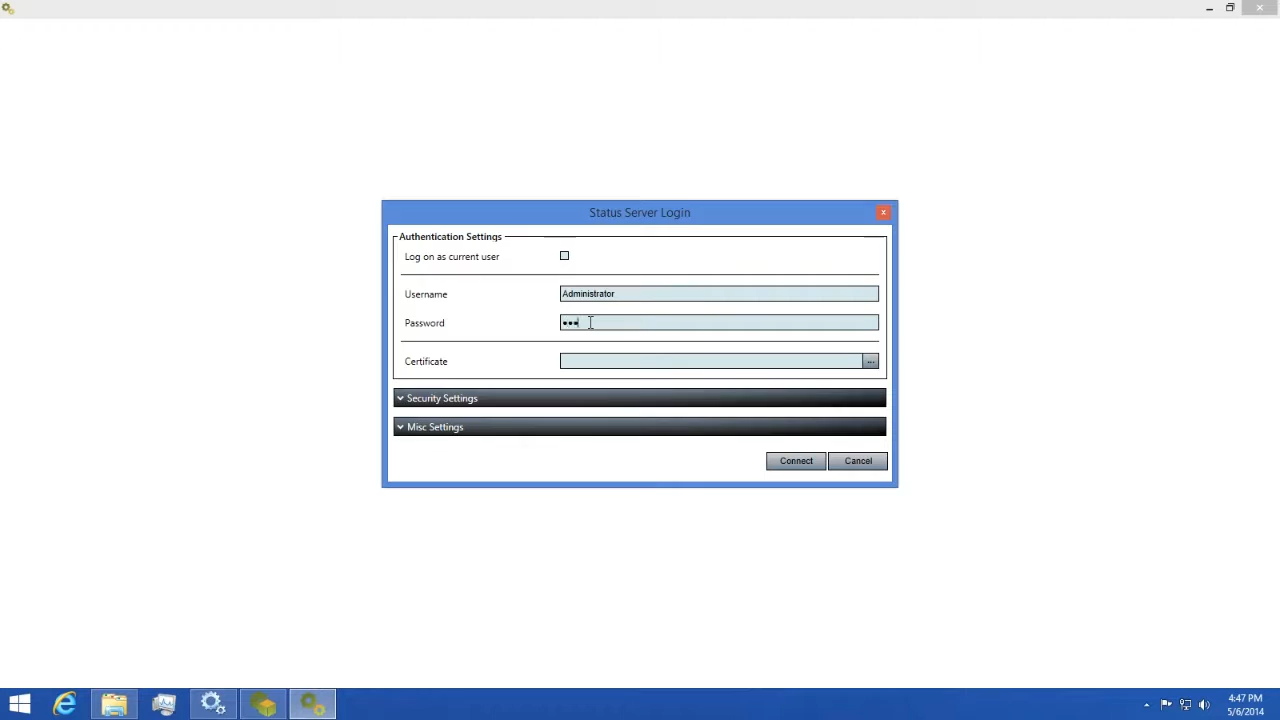 Status Server Login
Authentication Settings
Log on as current user
Username Administrator
Password •••
Certificate ...
Security Settings
Misc Settings
Connect Cancel
4:47 PM
5/6/2014